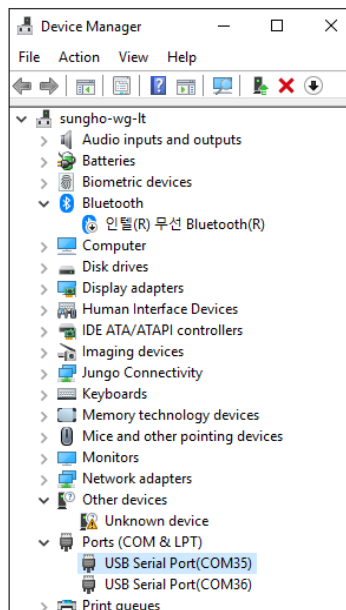 Device Manager
File Action View Help
sungho-wg-lt
Audio inputs and outputs
Batteries
Biometric devices
Bluetooth
인텔(R) 무선 Bluetooth(R)
Computer
Disk drives
Display adapters
Human Interface Devices
IDE ATA/ATAPI controllers
Imaging devices
Jungo Connectivity
Keyboards
Memory technology devices
Mice and other pointing devices
Monitors
Network adapters
Other devices
Unknown device
Ports (COM & LPT)
USB Serial Port(COM35)
USB Serial Port(COM36)
Print queues